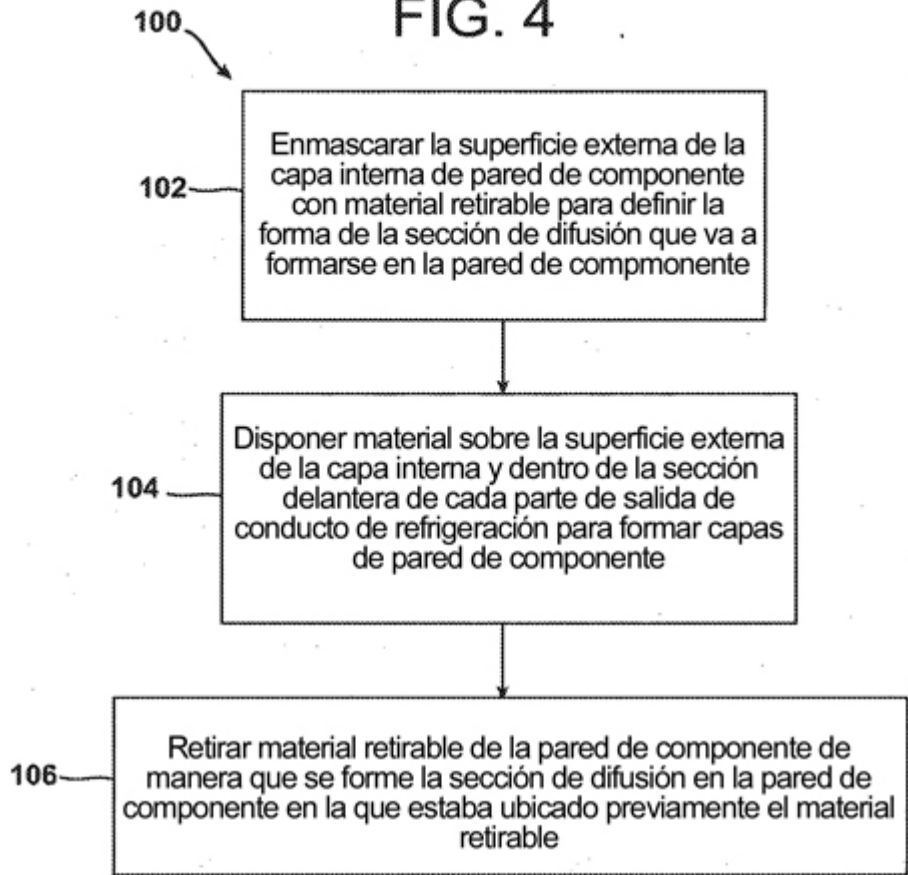 FIG. 4
100
Enmascarar la superficie externa de la
capa interna de pared de componente
con material retirable para definir la
forma de la sección de difusión que va a
formarse en la pared de compmonente
102
Disponer material sobre la superficie externa
de la capa interna y dentro de la sección
delantera de cada parte de salida de
conducto de refrigeración para formar capas
de pared de componente
104
Retirar material retirable de la pared de componente de
manera que se forme la sección de difusión en la pared de
componente en la que estaba ubicado previamente el material
retirable
106